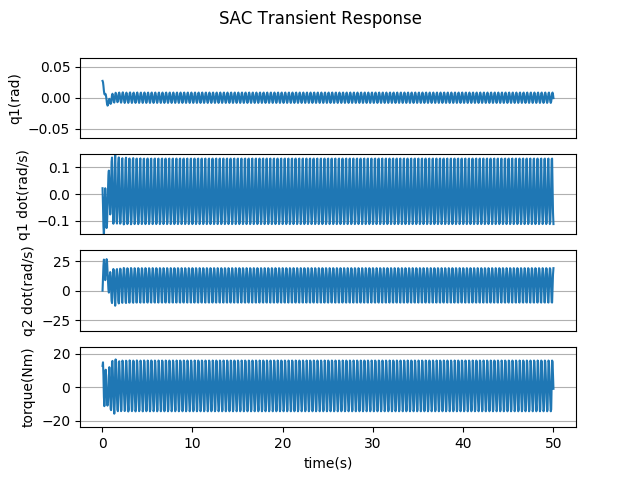 SAC Transient Response
q1(rad)
0.05
0.00
−0.05
q1 dot(rad/s)
0.1
0.0
−0.1
q2 dot(rad/s)
25
0
−25
torque(Nm)
20
0
−20
0 10 20 30 40 50
time(s)